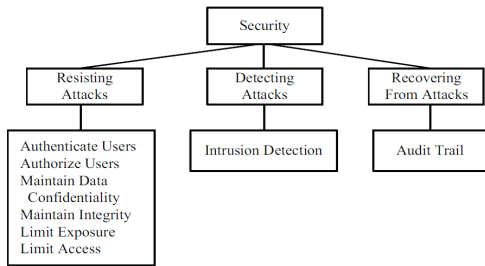 Security
Resisting
Attacks
Detecting
Attacks
Recovering
From Attacks
Authenticate Users
Authorize Users
Maintain Data
Confidentiality
Maintain Integrity
Limit Exposure
Limit Access
Intrusion Detection
Audit Trail